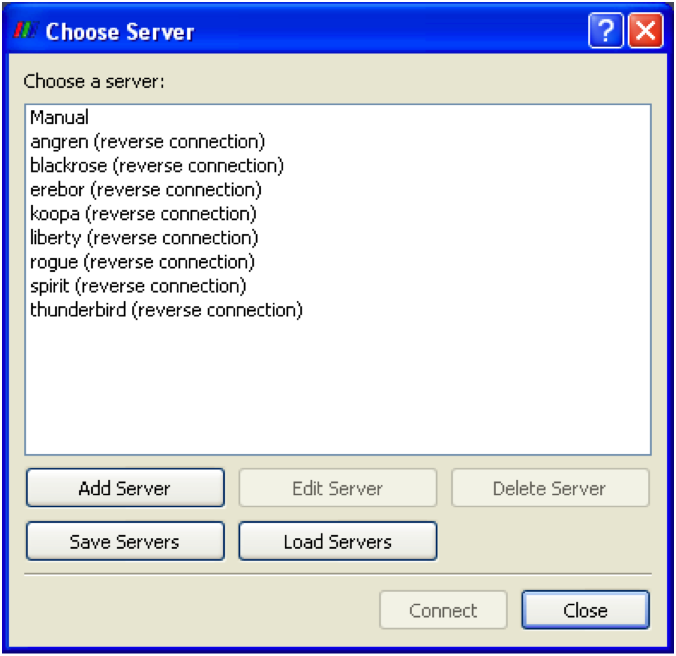 Choose Server
?
Choose a server:
Manual
angren (reverse connection)
blackrose (reverse connection)
erebor (reverse connection)
koopa (reverse connection)
liberty (reverse connection)
rogue (reverse connection)
spirit (reverse connection)
thunderbird (reverse connection)
Add Server Edit Server Delete Server
Save Servers Load Servers
Connect Close